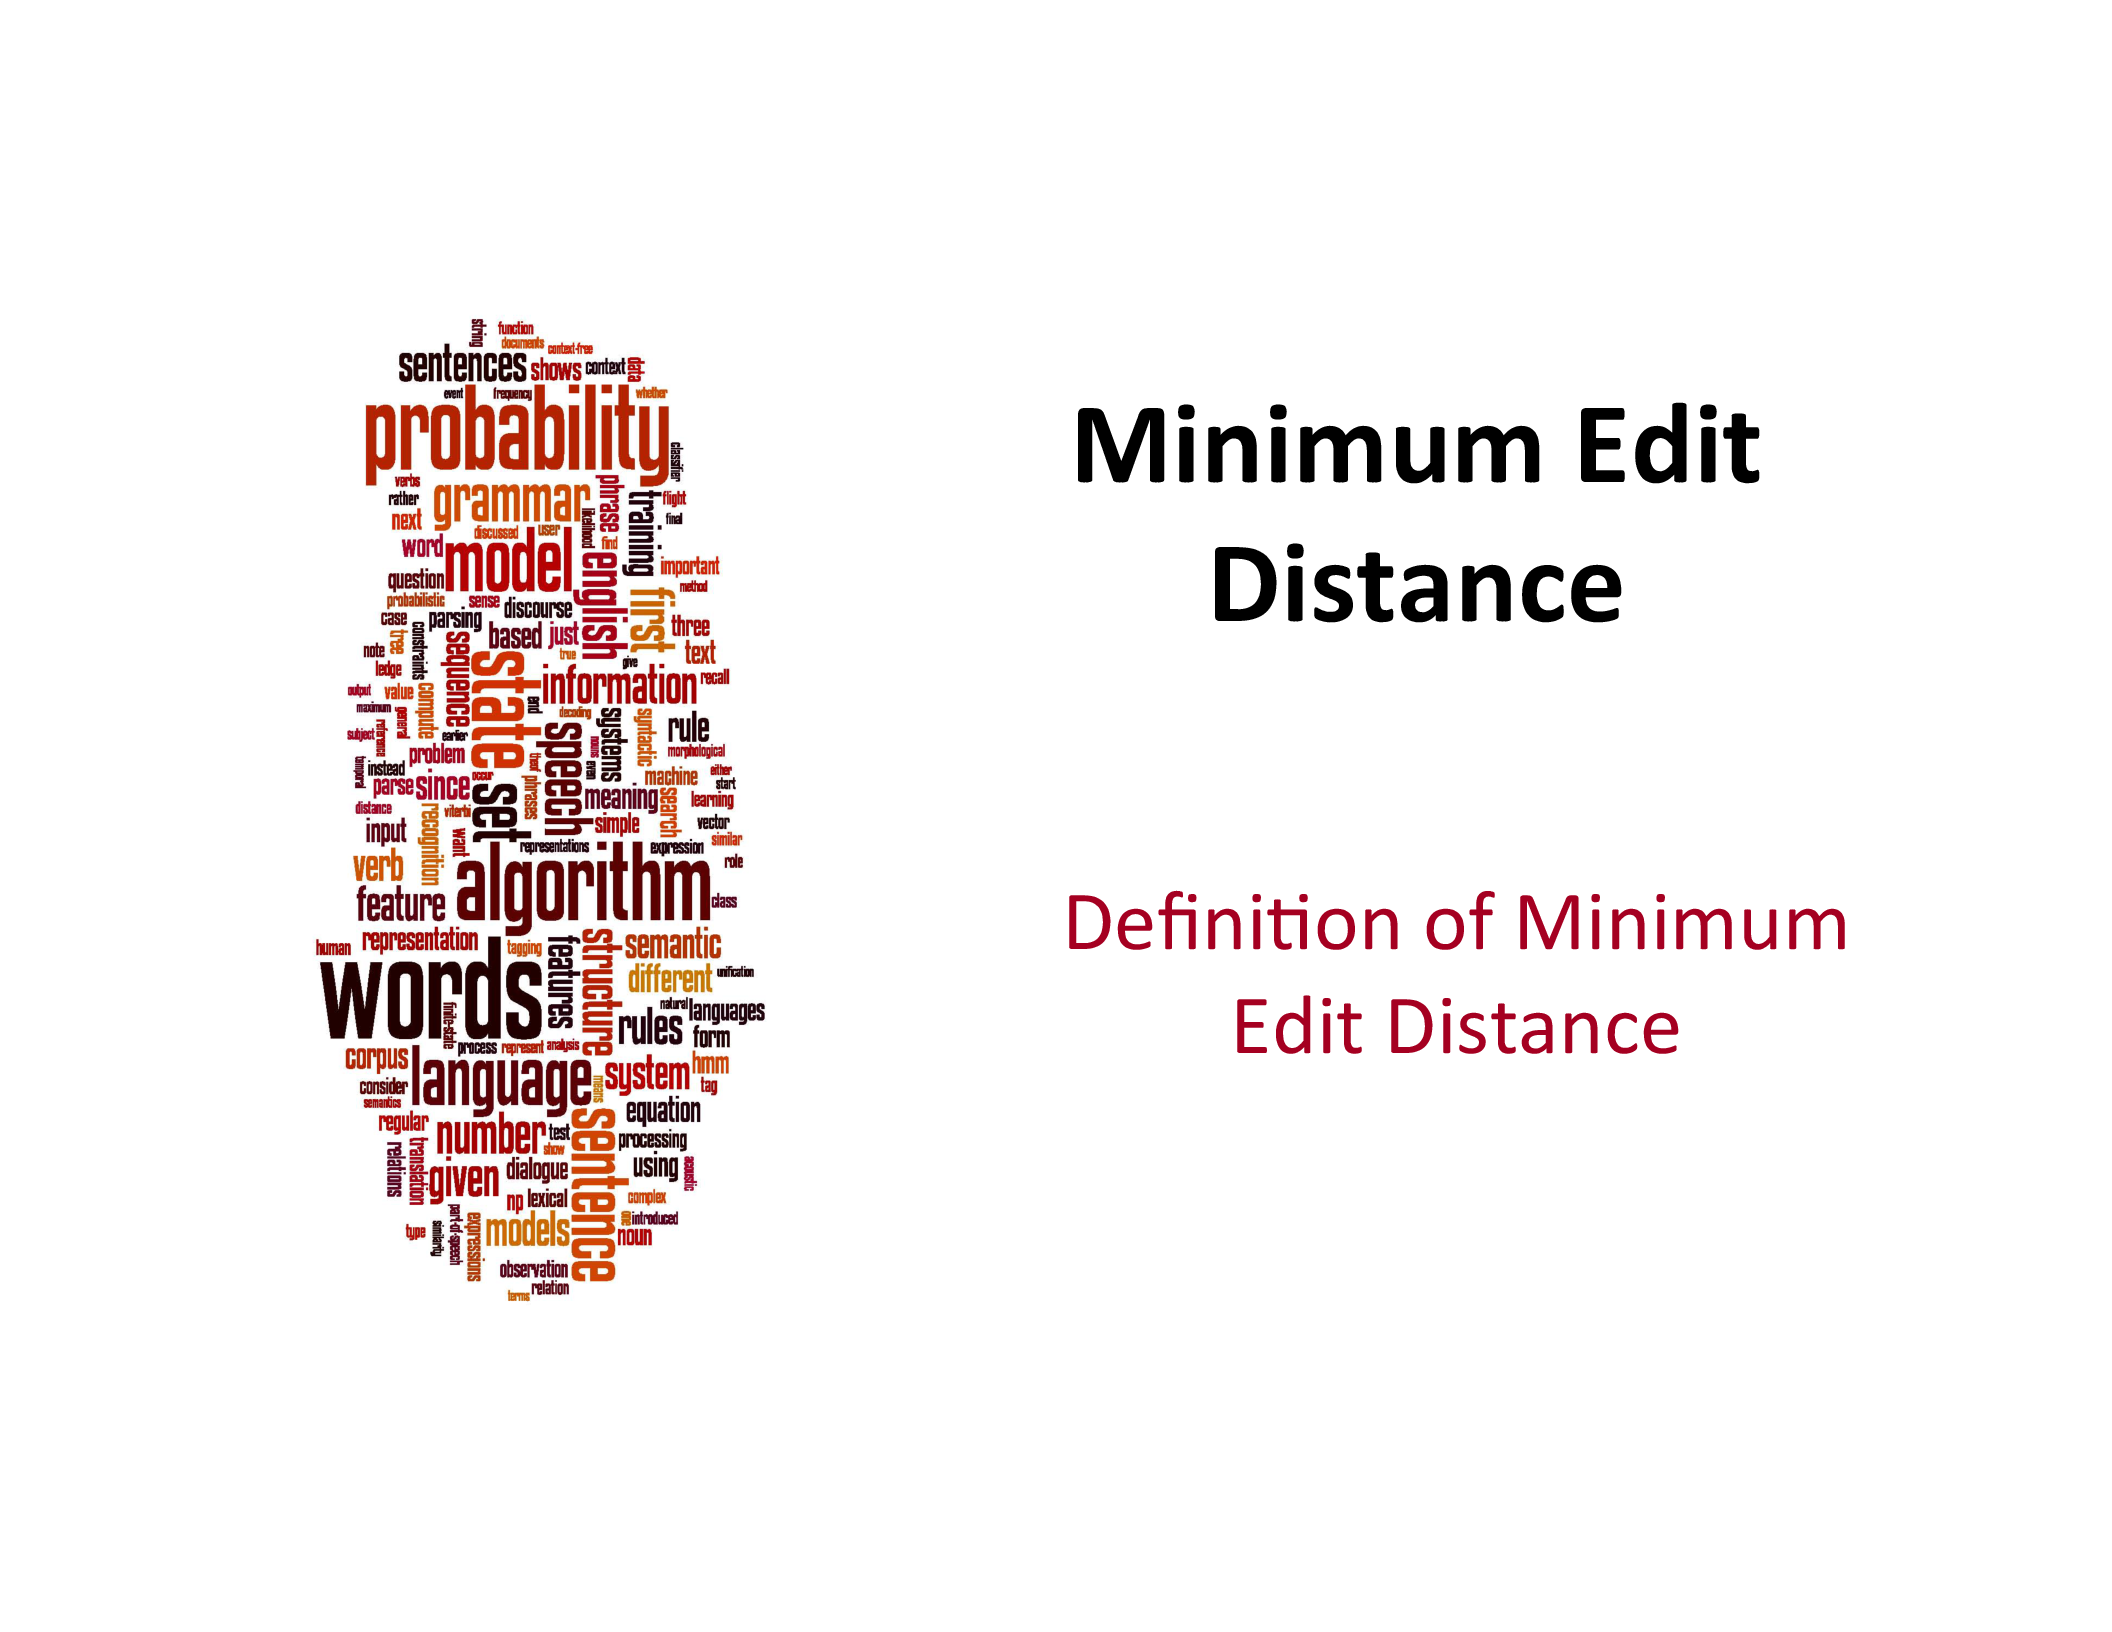 Minimum Edit
Distance
Definition of Minimum
Edit Distance
string
function
documents
context-free
sentences
shows
context
data
event
frequency
whether
probability
classifier
verbs
rather
grammar
phrase
training
flight
next
likelihood
final
discussed
user
find
word
model
english
important
question
method
probabilistic
sense
discourse
first
case
parsing
three
constraints
tree
sequence
based
just
text
note
true
give
ledge
state
information
recall
output
value
compute
end
maximum
general
decoding
systems
syntactic
rule
subject
reference
earlier
speech
nouns
morphological
problem
even
temporal
instead
occur
their
machine
either
parse
since
phrases
start
set
meaning
search
learning
distance
recognition
viterbi
input
want
simple
vector
similar
representations
expression
verb
algorithm
role
feature
class
human
representation
tagging
features
structure
semantic
words
different
unification
finite-state
natural
languages
rules
form
corpus
process
represent
analysis
language
system
hmm
consider
means
tag
semantics
regular
number
test
sentence
equation
show
processing
relations
translation
given
dialogue
using
acoustic
np
lexical
complex
type
similarity
part-of-speech
expressions
models
one
introduced
noun
observation
relation
terms